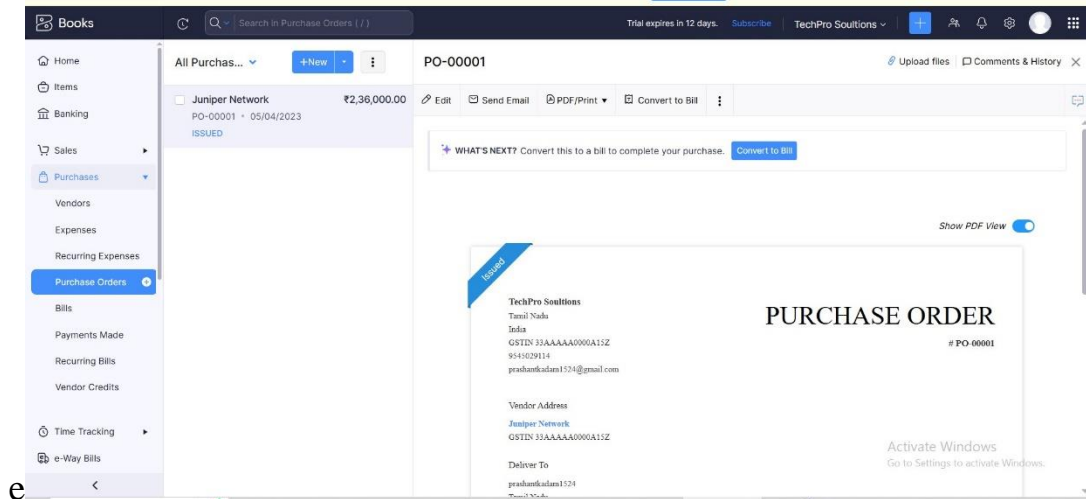 Books
Search in Purchase Orders ( / )
Trial expires in 12 days. Subscribe TechPro Soultions
Home
Items
Banking
Sales
Purchases
Vendors
Expenses
Recurring Expenses
Purchase Orders
Bills
Payments Made
Recurring Bills
Vendor Credits
Time Tracking
e-Way Bills
All Purchas...
+New
Juniper Network ₹2,36,000.00
PO-00001 • 05/04/2023
ISSUED
PO-00001
Upload files Comments & History
Edit Send Email PDF/Print Convert to Bill
WHAT'S NEXT? Convert this to a bill to complete your purchase. Convert to Bill
Show PDF View
Issued
TechPro Soultions
Tamil Nadu
India
GSTIN 33AAAAA0000A15Z
9545029114
prashantkadam1524@gmail.com
PURCHASE ORDER
# PO-00001
Vendor Address
Juniper Network
GSTIN 33AAAAA0000A15Z
Deliver To
prashantkadam1524
Tamil Nadu
Activate Windows
Go to Settings to activate Windows.
e